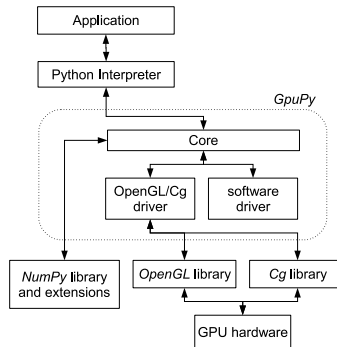 Application
Python Interpreter
GpuPy
Core
OpenGL/Cg
driver
software
driver
NumPy library
and extensions
OpenGL library
Cg library
GPU hardware